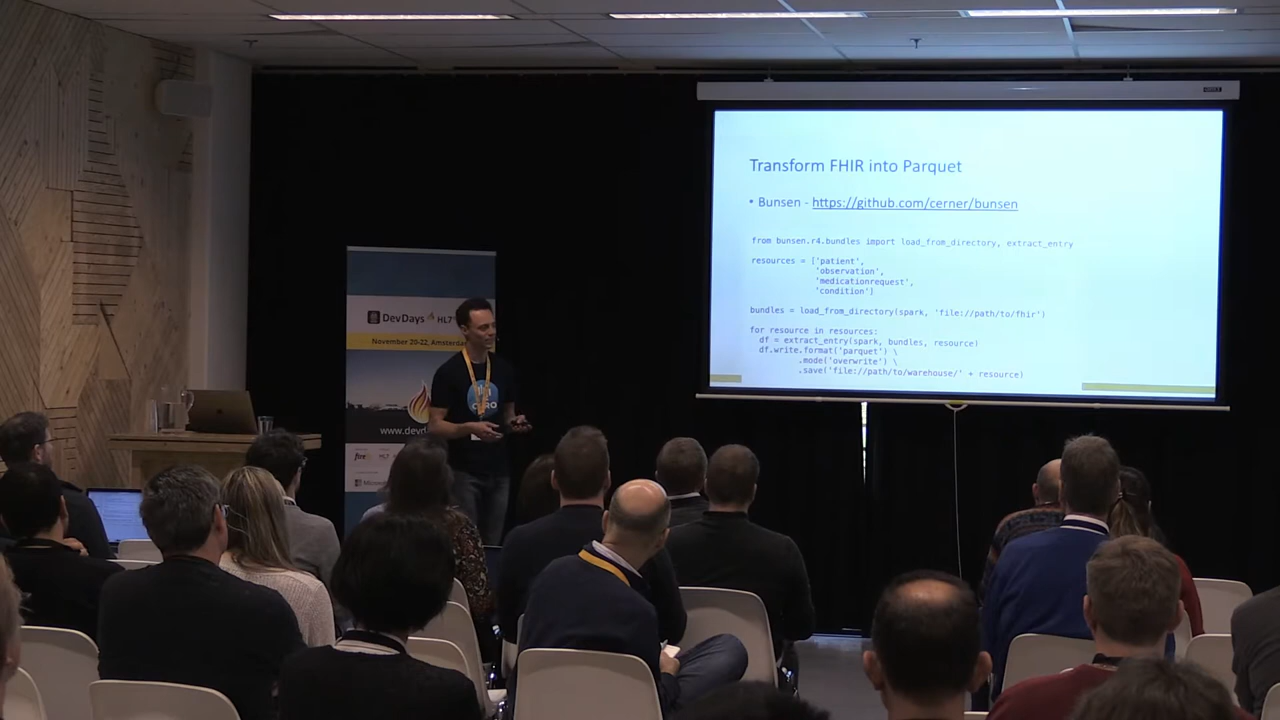 Transform FHIR into Parquet
• Bunsen - https://github.com/cerner/bunsen
from bunsen.r4.bundles import load_from_directory, extract_entry
resources = ['patient',
'observation',
'medicationrequest',
'condition']
bundles = load_from_directory(spark, 'file://path/to/fhir')
for resource in resources:
df = extract_entry(spark, bundles, resource)
df.write.format('parquet') \
.mode('overwrite') \
.save('file://path/to/warehouse/' + resource)
DevDays HL7
November 20-22, Amsterdam